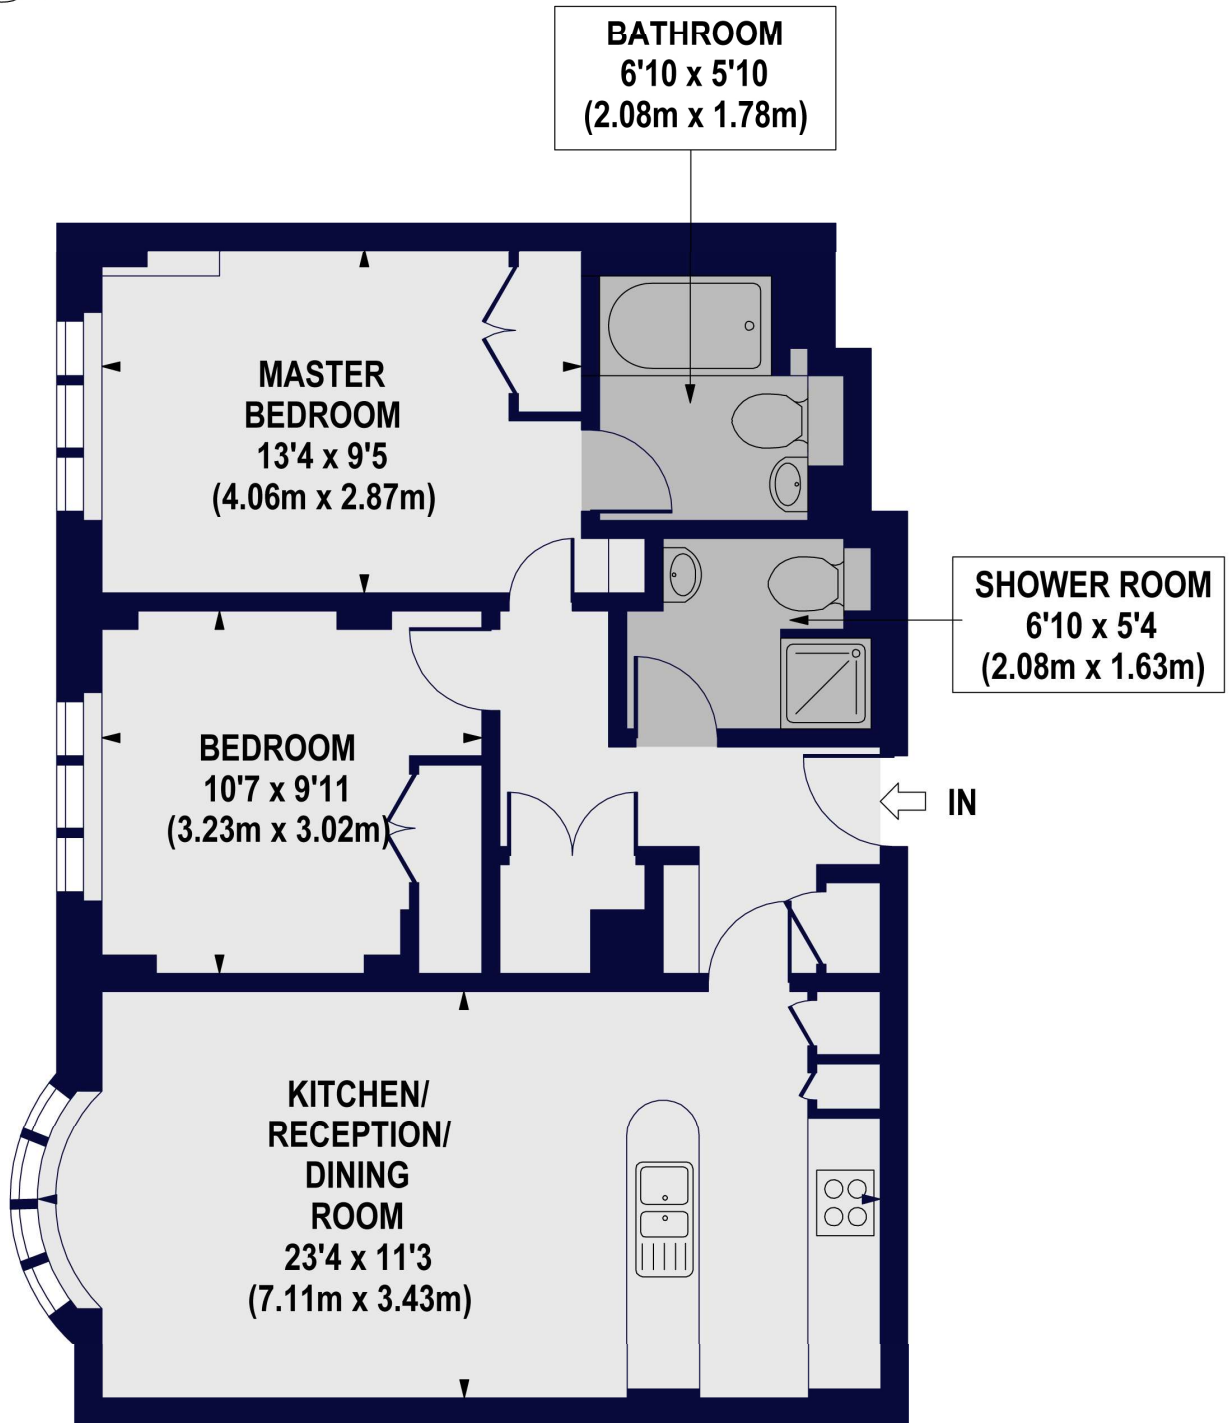 BATHROOM
6'10 x 5'10
(2.08m x 1.78m)
MASTER
BEDROOM
13'4 x 9'5
(4.06m x 2.87m)
SHOWER ROOM
6'10 x 5'4
(2.08m x 1.63m)
BEDROOM
10'7 x 9'11
(3.23m x 3.02m)
IN
KITCHEN/
RECEPTION/
DINING
ROOM
23'4 x 11'3
(7.11m x 3.43m)